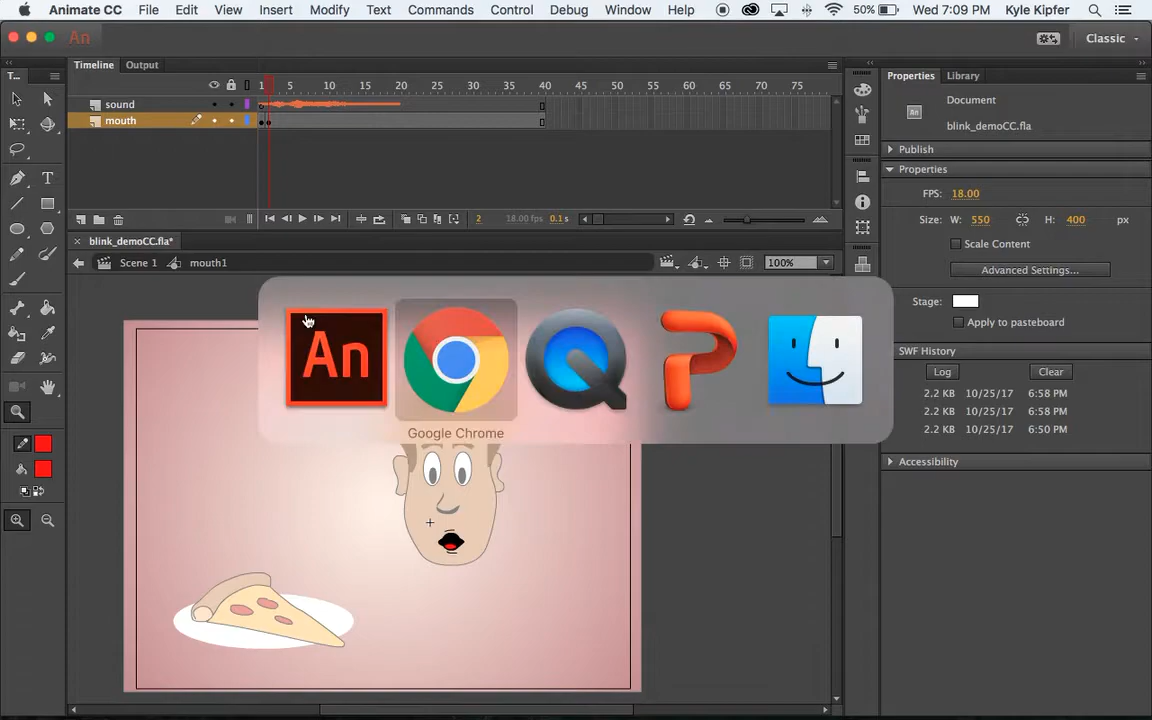 Animate CC File Edit View Insert Modify Text Commands Control Debug Window Help 50% Wed 7:09 PM Kyle Kipfer
An Classic
T... Timeline Output Properties Library
1 5 10 15 20 25 30 35 40 45 50 55 60 65 70 75
sound
mouth
Document
blink_demoCC.fla
An
Publish
Properties
FPS: 18.00
2 18.00 fps 0.1 s
Size: W: 550 H: 400 px
blink_demoCC.fla*
Scale Content
Scene 1 mouth1 100%
Advanced Settings...
Stage:
Apply to pasteboard
An
SWF History
Log Clear
2.2 KB 10/25/17 6:58 PM
2.2 KB 10/25/17 6:58 PM
2.2 KB 10/25/17 6:50 PM
Google Chrome
Accessibility